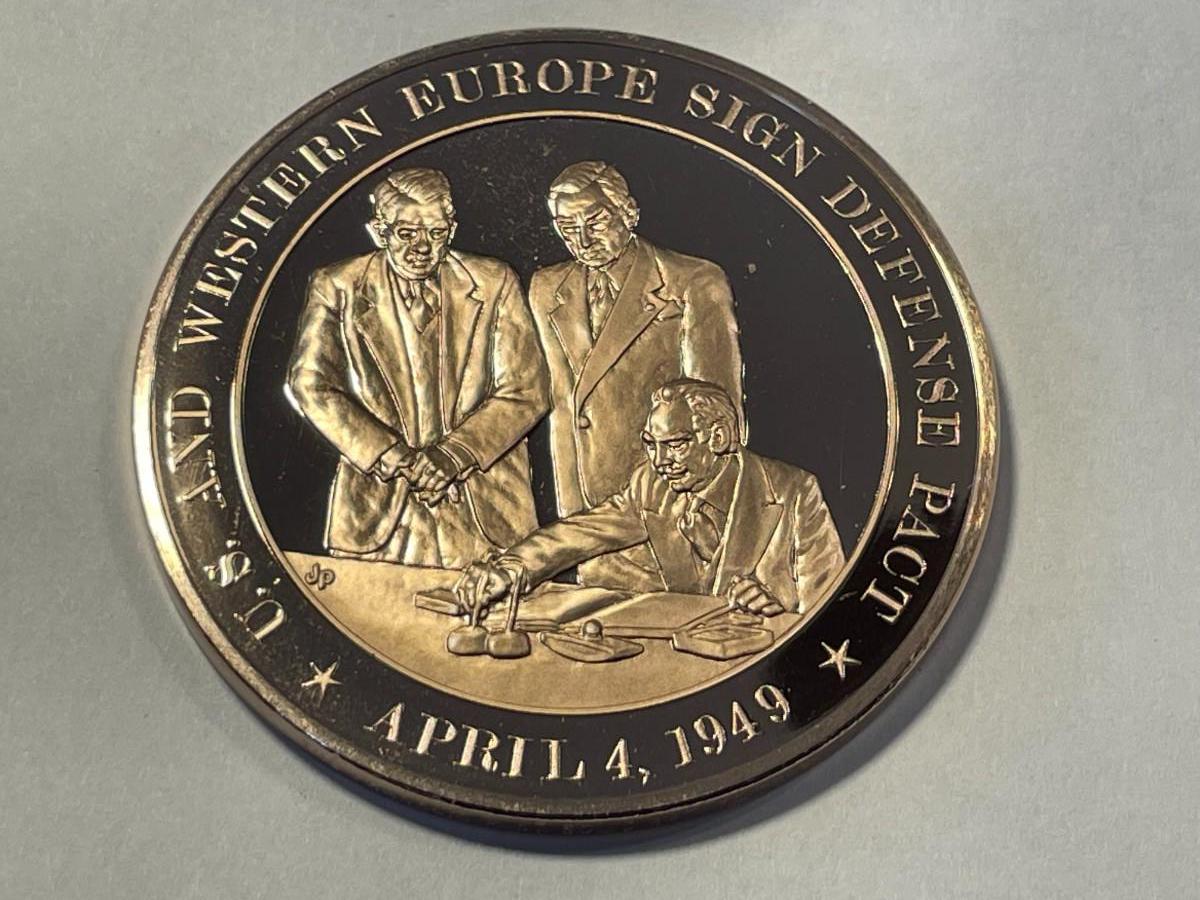 U.S. AND WESTERN EUROPE SIGN DEFENSE PACT
APRIL 4, 1949
JP